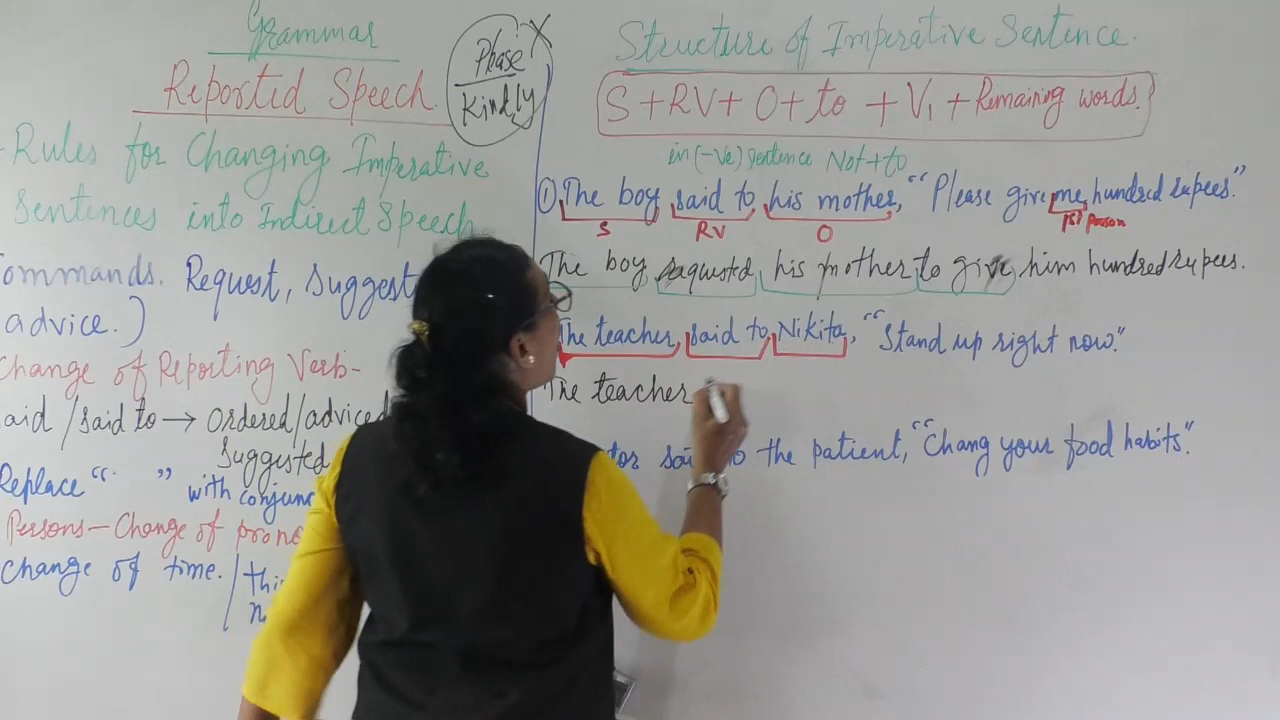 Grammar
Reported Speech.
Phase
Kindly
- Rules for Changing Imperative
Sentences into Indirect Speech
Commands. Request, Suggest
advice.)
Change of Reporting Verb-
said / said to → ordered/adviced
Suggested
Replace “ ” with
Persons - Change of
Change of time. /
Structure of Imperative Sentence.
S + RV + O + to + V1 + Remaining words.
in (-Ve) sentence Not + to
① The boy said to his mother, “Please give me hundred rupees.”
S RV O 1st Person
The boy requested his mother to give him hundred rupees.
The teacher said to Nikita, “Stand up right now.”
The teacher
to the patient, “Chang your food habits”.